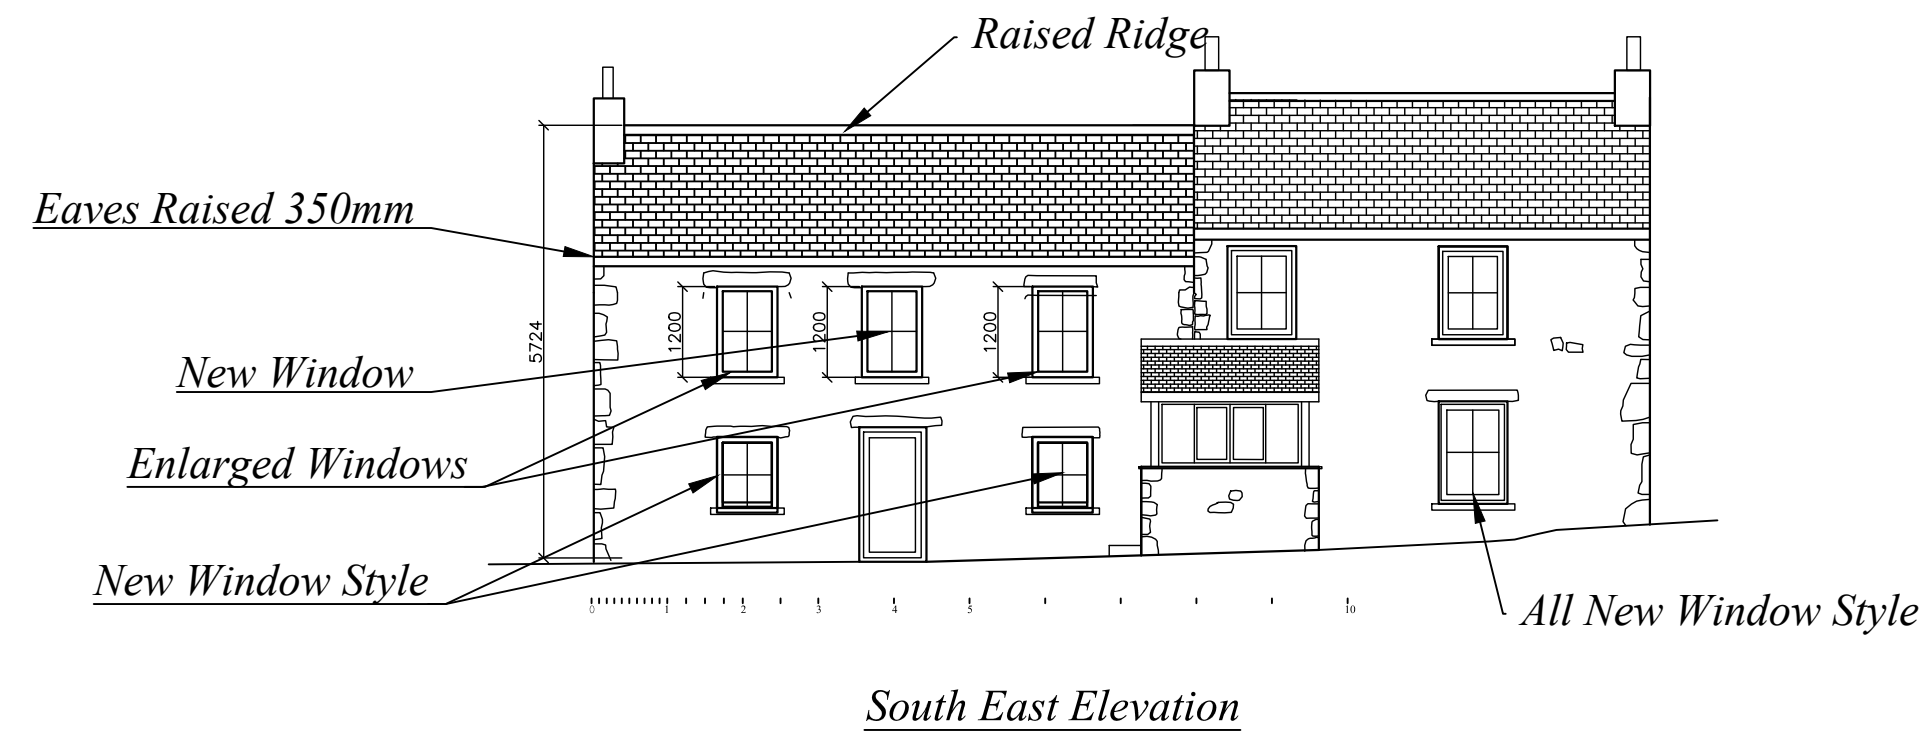 Raised Ridge
Eaves Raised 350mm
5724
1200
1200
1200
New Window
Enlarged Windows
New Window Style
0 1 2 3 4 5 10
All New Window Style
South East Elevation